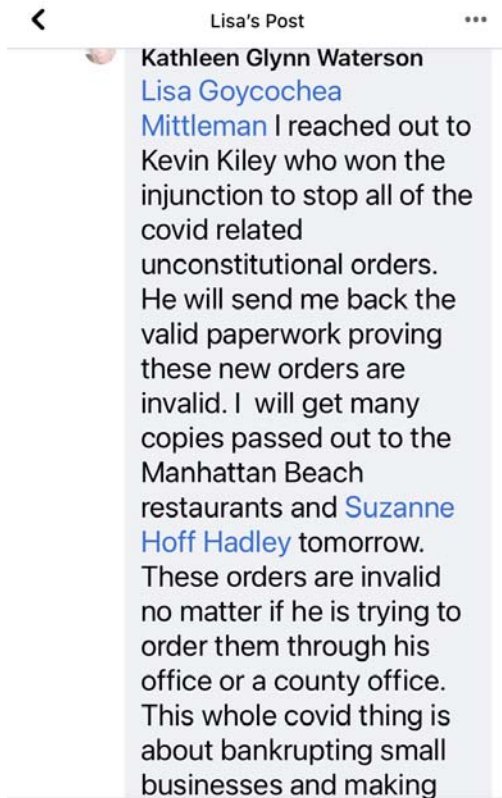 Lisa's Post
Kathleen Glynn Waterson
Lisa Goycochea
Mittleman I reached out to
Kevin Kiley who won the
injunction to stop all of the
covid related
unconstitutional orders.
He will send me back the
valid paperwork proving
these new orders are
invalid. I  will get many
copies passed out to the
Manhattan Beach
restaurants and Suzanne
Hoff Hadley tomorrow.
These orders are invalid
no matter if he is trying to
order them through his
office or a county office.
This whole covid thing is
about bankrupting small
businesses and making